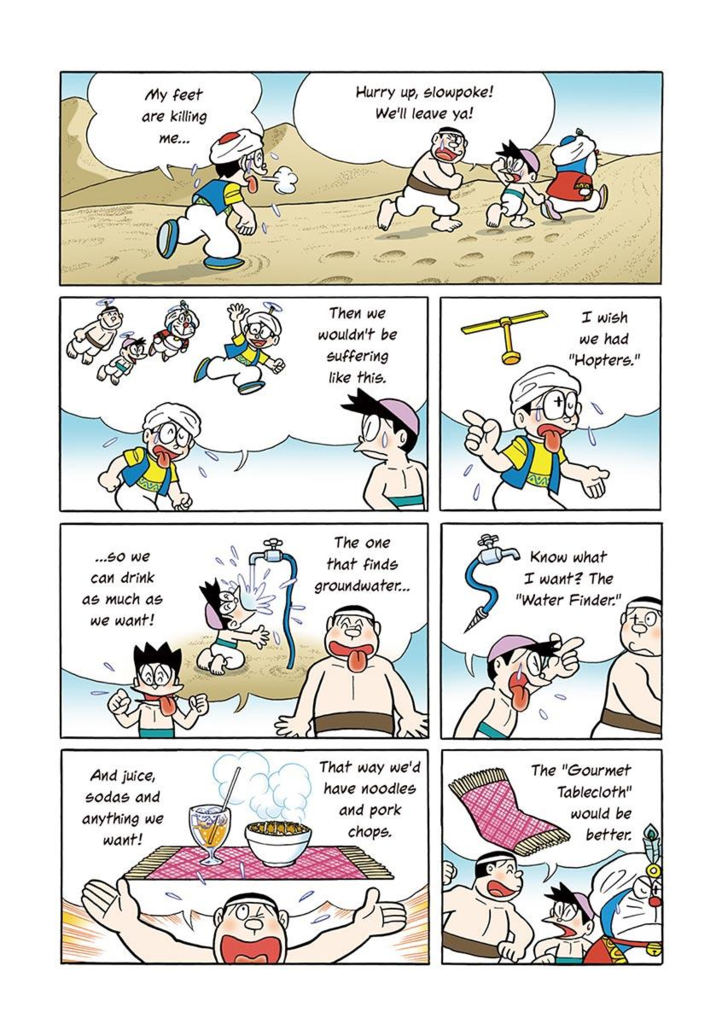 Hurry up, slowpoke!
We'll leave ya!
My feet
are killing
me...
I wish
we had
"Hopters."
Then we
wouldn't be
suffering
like this.
Know what
I want? The
"Water Finder."
The one
that finds
groundwater...
...so we
can drink
as much as
we want!
The "Gourmet
Tablecloth"
would be
better.
That way we'd
have noodles
and pork
chops.
And juice,
sodas and
anything we
want!